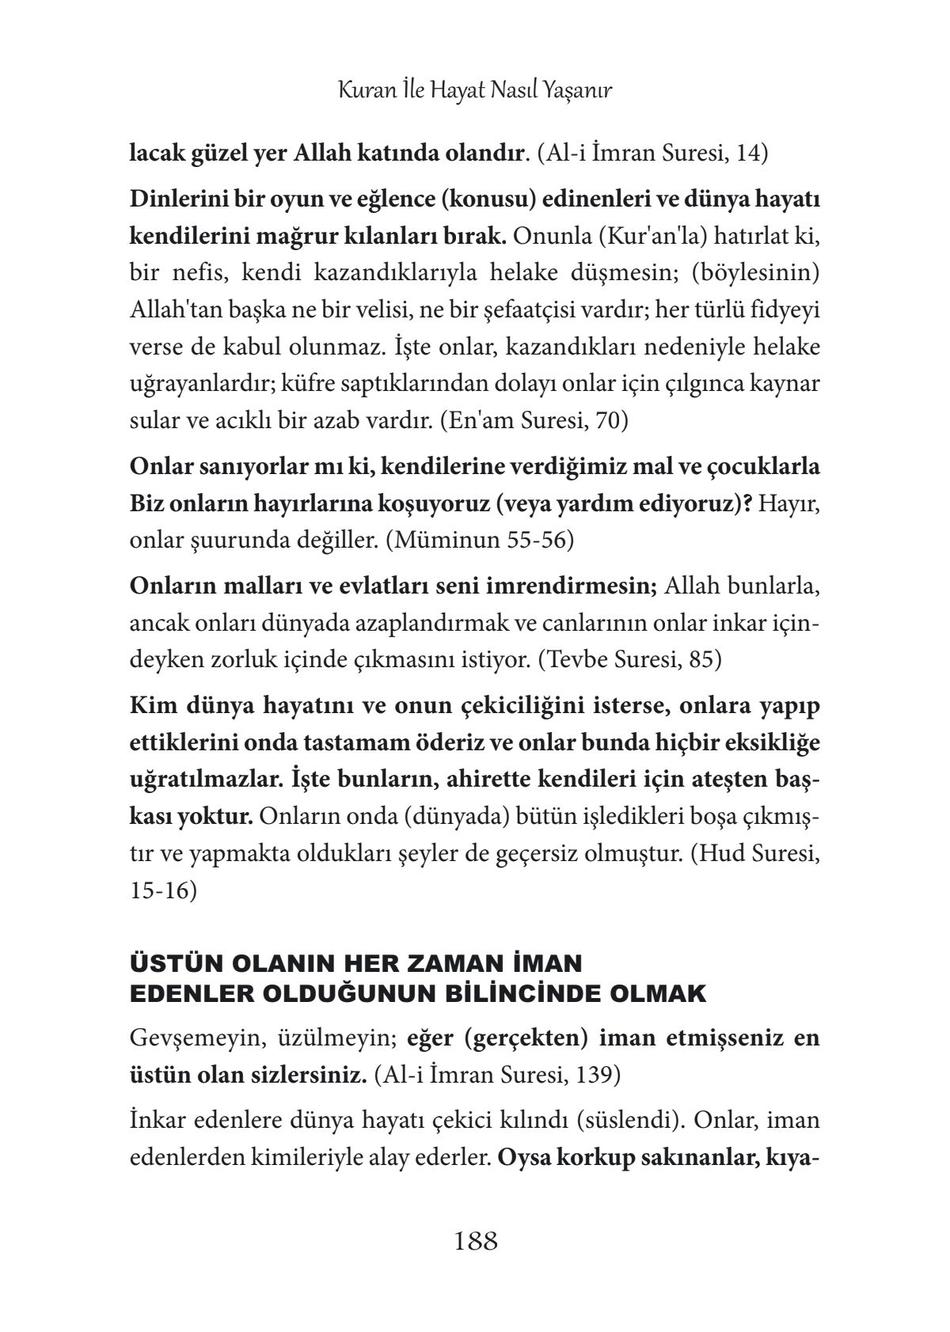 Kuran İle Hayat Nasıl Yaşanır
lacak güzel yer Allah katında olandır. (Al-i İmran Suresi, 14)
Dinlerini bir oyun ve eğlence (konusu) edinenleri ve dünya hayatı
kendilerini mağrur kılanları bırak. Onunla (Kur'an'la) hatırlat ki,
bir nefis, kendi kazandıklarıyla helake düşmesin; (böylesinin)
Allah'tan başka ne bir velisi, ne bir şefaatçisi vardır; her türlü fidyeyi
verse de kabul olunmaz. İşte onlar, kazandıkları nedeniyle helake
uğrayanlardır; küfre saptıklarından dolayı onlar için çılgınca kaynar
sular ve acıklı bir azab vardır. (En'am Suresi, 70)
Onlar sanıyorlar mı ki, kendilerine verdiğimiz mal ve çocuklarla
Biz onların hayırlarına koşuyoruz (veya yardım ediyoruz)? Hayır,
onlar şuurunda değiller. (Müminun 55-56)
Onların malları ve evlatları seni imrendirmesin; Allah bunlarla,
ancak onları dünyada azaplandırmak ve canlarının onlar inkar için-
deyken zorluk içinde çıkmasını istiyor. (Tevbe Suresi, 85)
Kim dünya hayatını ve onun çekiciliğini isterse, onlara yapıp
ettiklerini onda tastamam öderiz ve onlar bunda hiçbir eksikliğe
uğratılmazlar. İşte bunların, ahirette kendileri için ateşten baş-
kası yoktur. Onların onda (dünyada) bütün işledikleri boşa çıkmış-
tır ve yapmakta oldukları şeyler de geçersiz olmuştur. (Hud Suresi,
15-16)
ÜSTÜN OLANIN HER ZAMAN İMAN
EDENLER OLDUĞUNUN BİLİNCİNDE OLMAK
Gevşemeyin, üzülmeyin; eğer (gerçekten) iman etmişseniz en
üstün olan sizlersiniz. (Al-i İmran Suresi, 139)
İnkar edenlere dünya hayatı çekici kılındı (süslendi). Onlar, iman
edenlerden kimileriyle alay ederler. Oysa korkup sakınanlar, kıya-
188